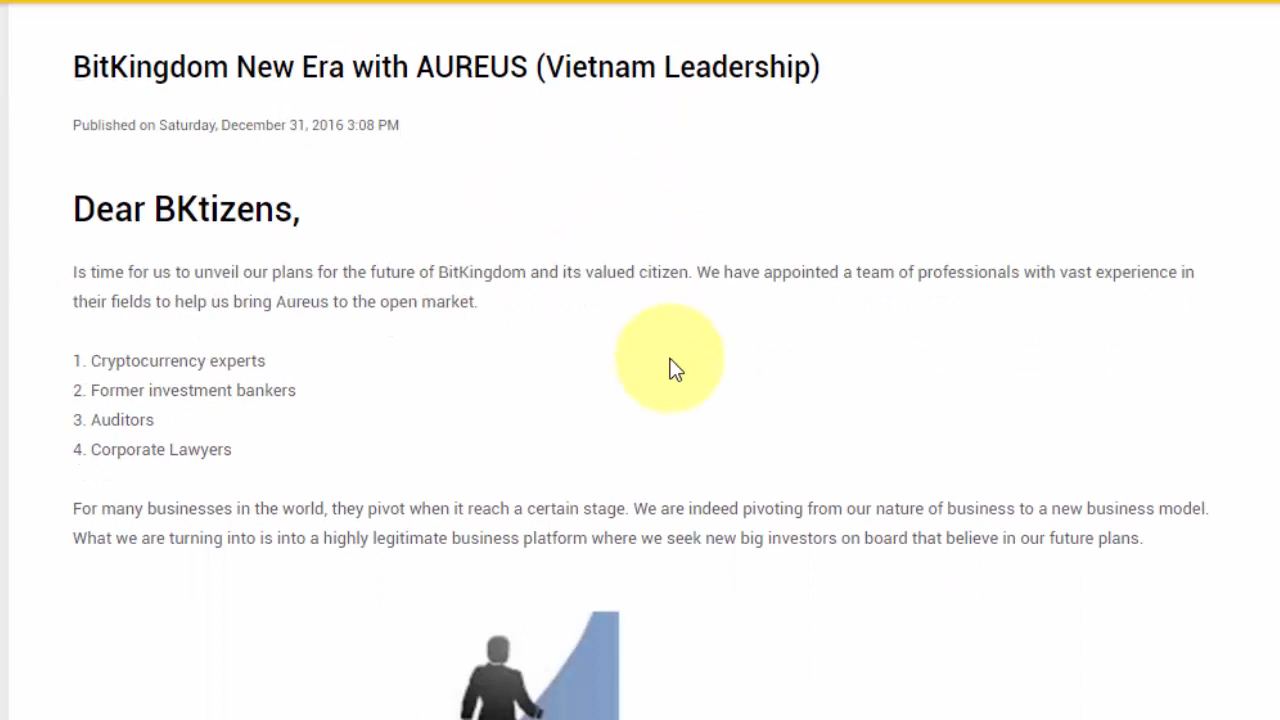 BitKingdom New Era with AUREUS (Vietnam Leadership)
Published on Saturday, December 31, 2016 3:08 PM
Dear BKtizens,
Is time for us to unveil our plans for the future of BitKingdom and its valued citizen. We have appointed a team of professionals with vast experience in
their fields to help us bring Aureus to the open market.
1. Cryptocurrency experts
2. Former investment bankers
3. Auditors
4. Corporate Lawyers
For many businesses in the world, they pivot when it reach a certain stage. We are indeed pivoting from our nature of business to a new business model.
What we are turning into is into a highly legitimate business platform where we seek new big investors on board that believe in our future plans.